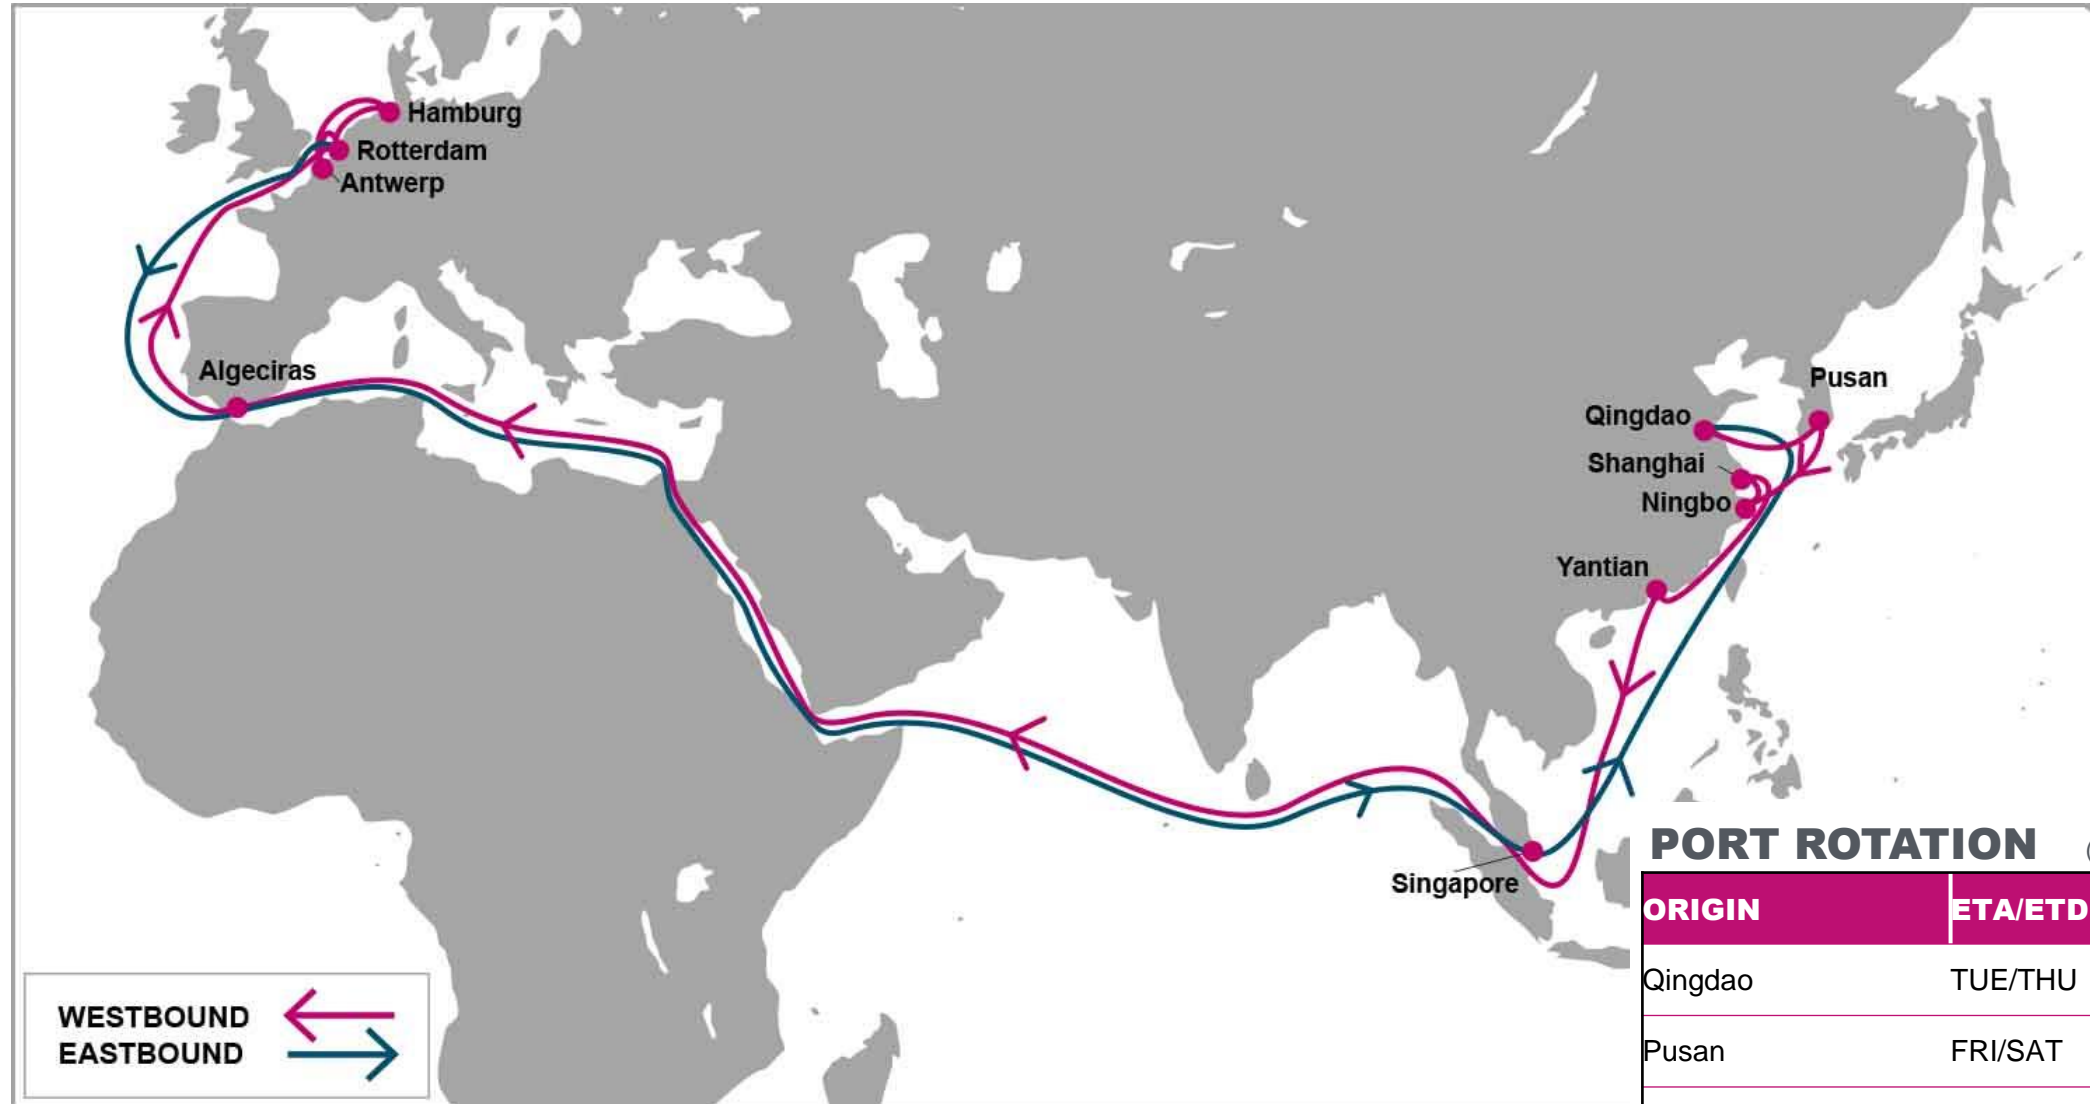 Hamburg
Rotterdam
Antwerp
Algeciras
Pusan
Qingdao
Shanghai
Ningbo
Yantian
Singapore
WESTBOUND
EASTBOUND
PORT ROTATION (
ORIGIN ETA/ETD
Qingdao TUE/THU
Pusan FRI/SAT